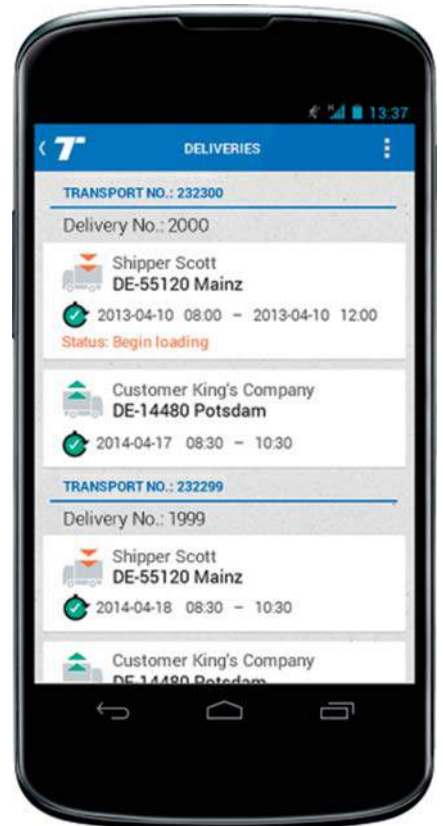 13:37
DELIVERIES
TRANSPORT NO.: 232300
Delivery No.: 2000
Shipper Scott
DE-55120 Mainz
2013-04-10 08:00 – 2013-04-10 12:00
Status: Begin loading
Customer King's Company
DE-14480 Potsdam
2014-04-17 08:30 – 10:30
TRANSPORT NO.: 232299
Delivery No.: 1999
Shipper Scott
DE-55120 Mainz
2014-04-18 08:30 – 10:30
Customer King's Company
DE-14480 Potsdam